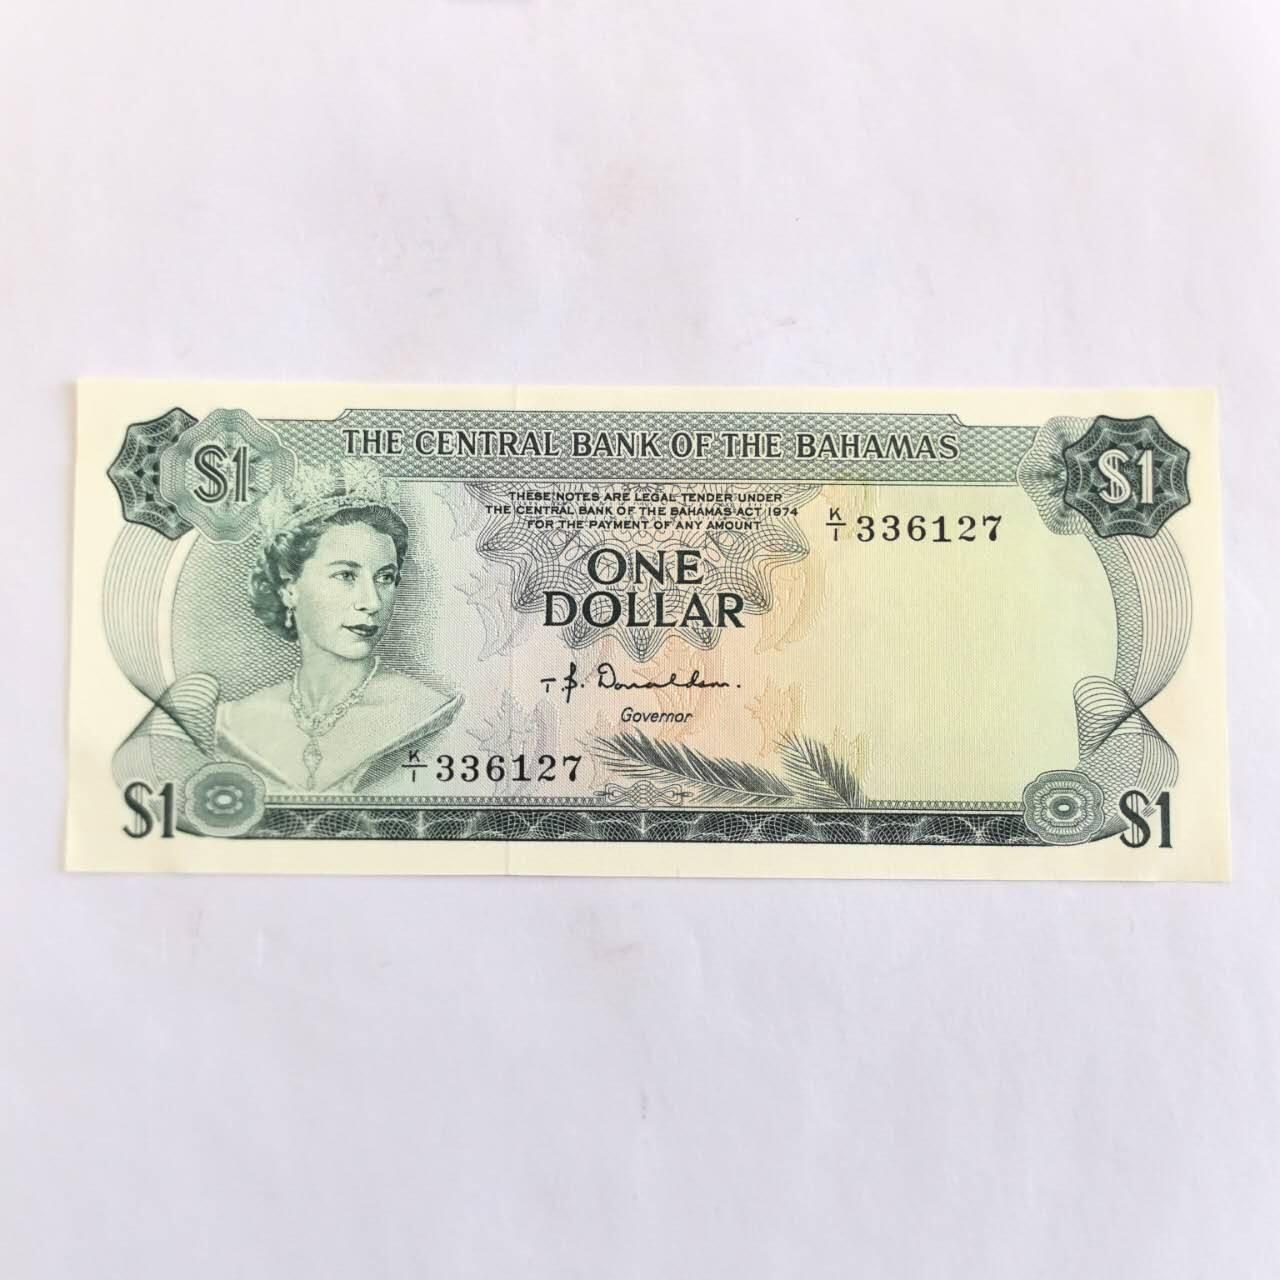 $1
THE CENTRAL BANK OF THE BAHAMAS
$1
THESE NOTES ARE LEGAL TENDER UNDER
THE CENTRAL BANK OF THE BAHAMAS ACT 1974
FOR THE PAYMENT OF ANY AMOUNT
K/1 336127
ONE
DOLLAR
T.B. Donaldson.
Governor
K/1 336127
$1
$1